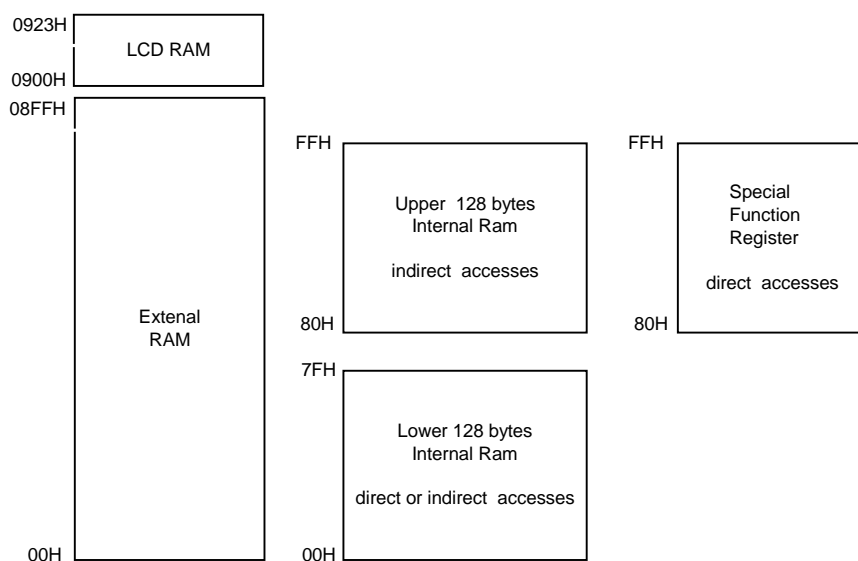 0923H
LCD RAM
0900H
08FFH
Extenal
RAM
00H
FFH
Upper 128 bytes
Internal Ram
indirect accesses
80H
7FH
Lower 128 bytes
Internal Ram
direct or indirect accesses
00H
FFH
Special
Function
Register
direct accesses
80H